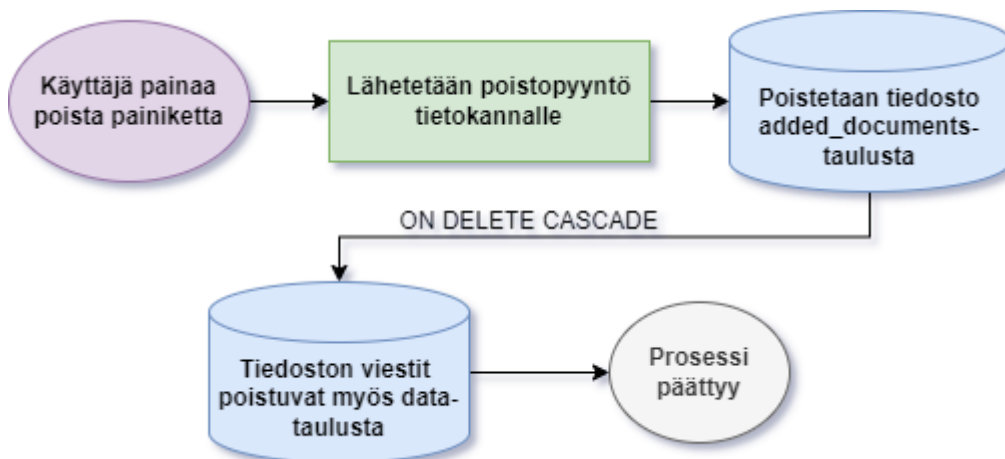 Käyttäjä painaa
poista painiketta
Lähetetään poistopyyntö
tietokannalle
Poistetaan tiedosto
added_documents-
taulusta
ON DELETE CASCADE
Tiedoston viestit
poistuvat myös data-
taulusta
Prosessi
päättyy